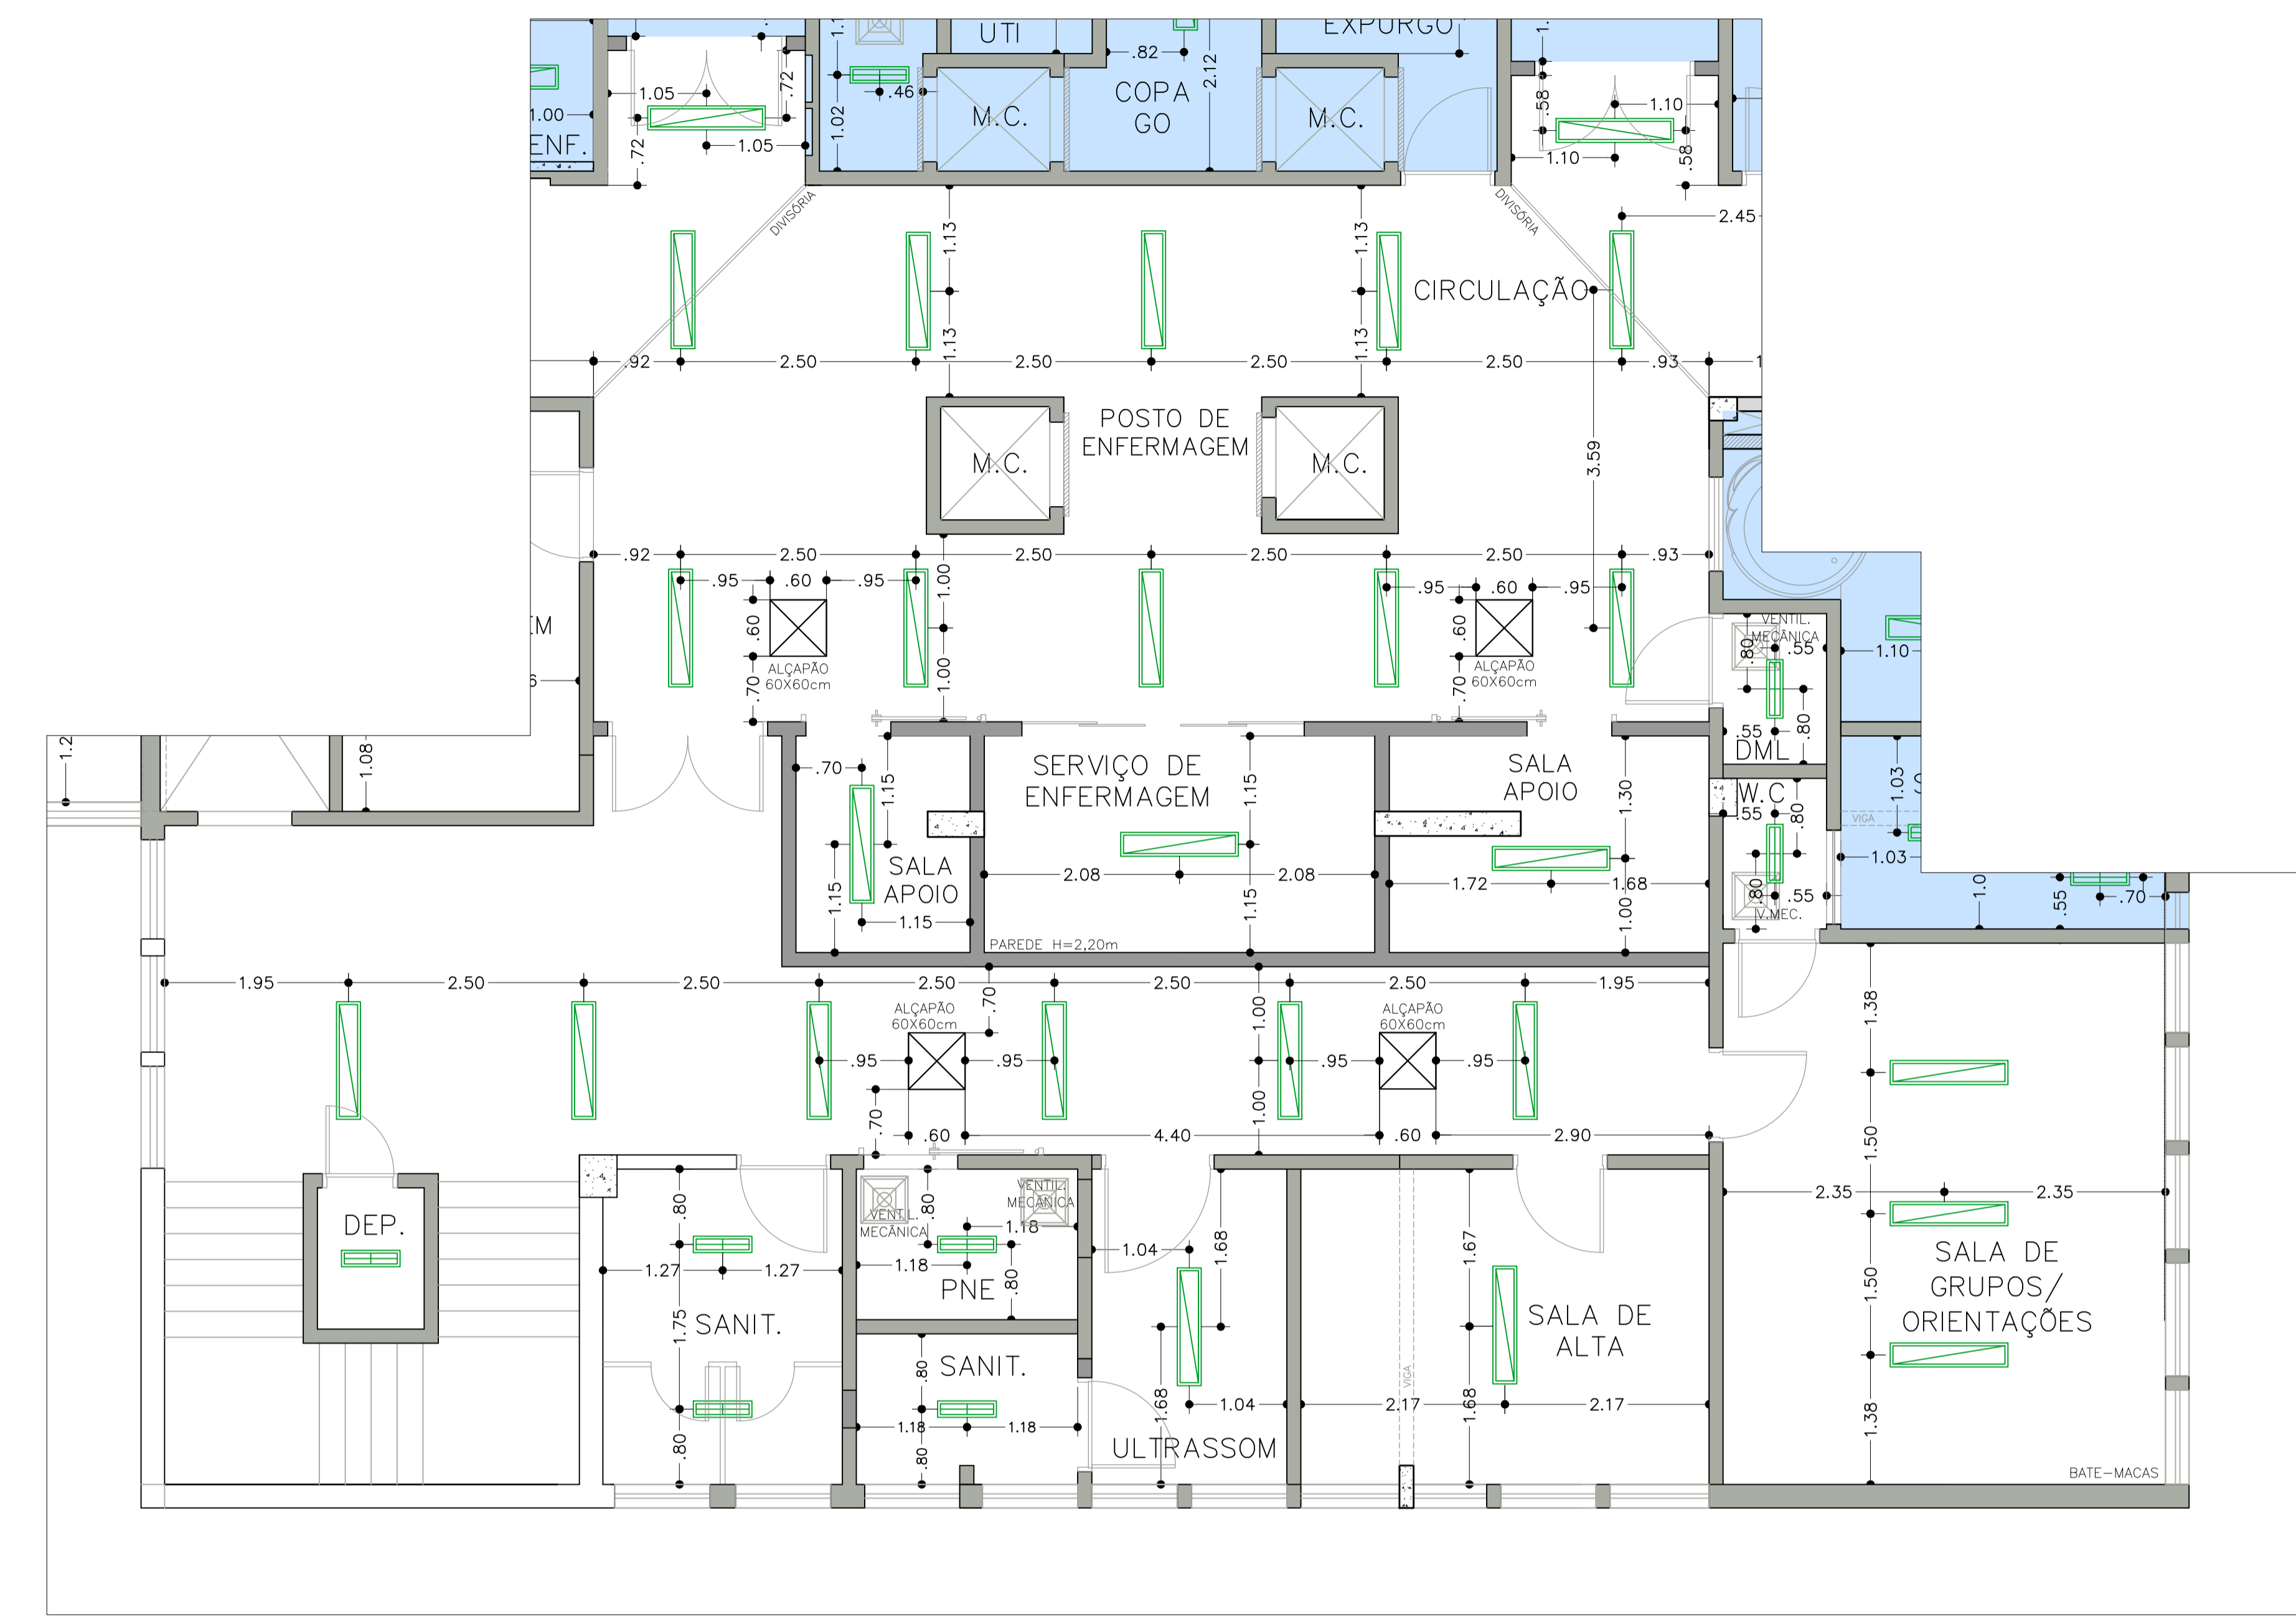 UTI
EXPURGO
.82
2.12
1.05
.72
1.02
.46
M.C.
COPA
GO
M.C.
.58
1.10
1.00
ENF.
.72
1.05
1.10
.58
DIVISÓRIA
DIVISÓRIA
2.45
1.13
1.13
CIRCULAÇÃO
1.13
1.13
.92
2.50
2.50
2.50
2.50
.93
POSTO DE
ENFERMAGEM
M.C.
M.C.
3.59
.92
2.50
2.50
2.50
2.50
.93
.95
.60
.95
1.00
.95
.60
.95
.60
.60
ALÇAPÃO
60X60cm
ALÇAPÃO
60X60cm
.70
1.00
.70
VENTIL.
MECÂNICA
.80
.55
1.10
.55
.80
DML
1.08
.70
1.15
SERVIÇO DE
ENFERMAGEM
1.15
SALA
APOIO
1.30
W.C
.55
.80
1.03
VIGA
1.03
SALA
APOIO
1.15
1.15
2.08
2.08
1.15
1.72
1.68
1.00
.80
.55
V.MEC.
.55
.70
PAREDE H=2,20m
1.95
2.50
2.50
2.50
2.50
2.50
1.95
.70
1.00
ALÇAPÃO
60X60cm
ALÇAPÃO
60X60cm
.95
.95
.95
.95
1.38
.70
.60
4.40
1.00
.60
2.90
1.50
2.35
2.35
DEP.
.80
VENTIL.
MECÂNICA
.80
VENTIL.
MECÂNICA
1.18
1.18
.80
PNE
1.04
1.68
1.67
1.27
1.27
1.75
SANIT.
SALA DE
ALTA
SALA DE
GRUPOS/
ORIENTAÇÕES
1.50
SANIT.
.80
.80
1.18
1.18
.80
1.68
1.04
ULTRASSOM
VIGA
2.17
1.68
2.17
1.38
BATE-MACAS